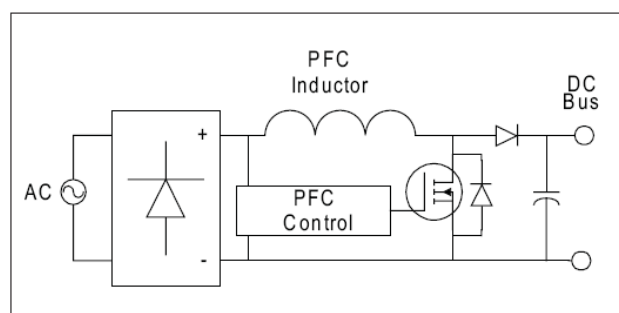 PFC
Inductor
DC
Bus
+
AC
PFC
Control
-